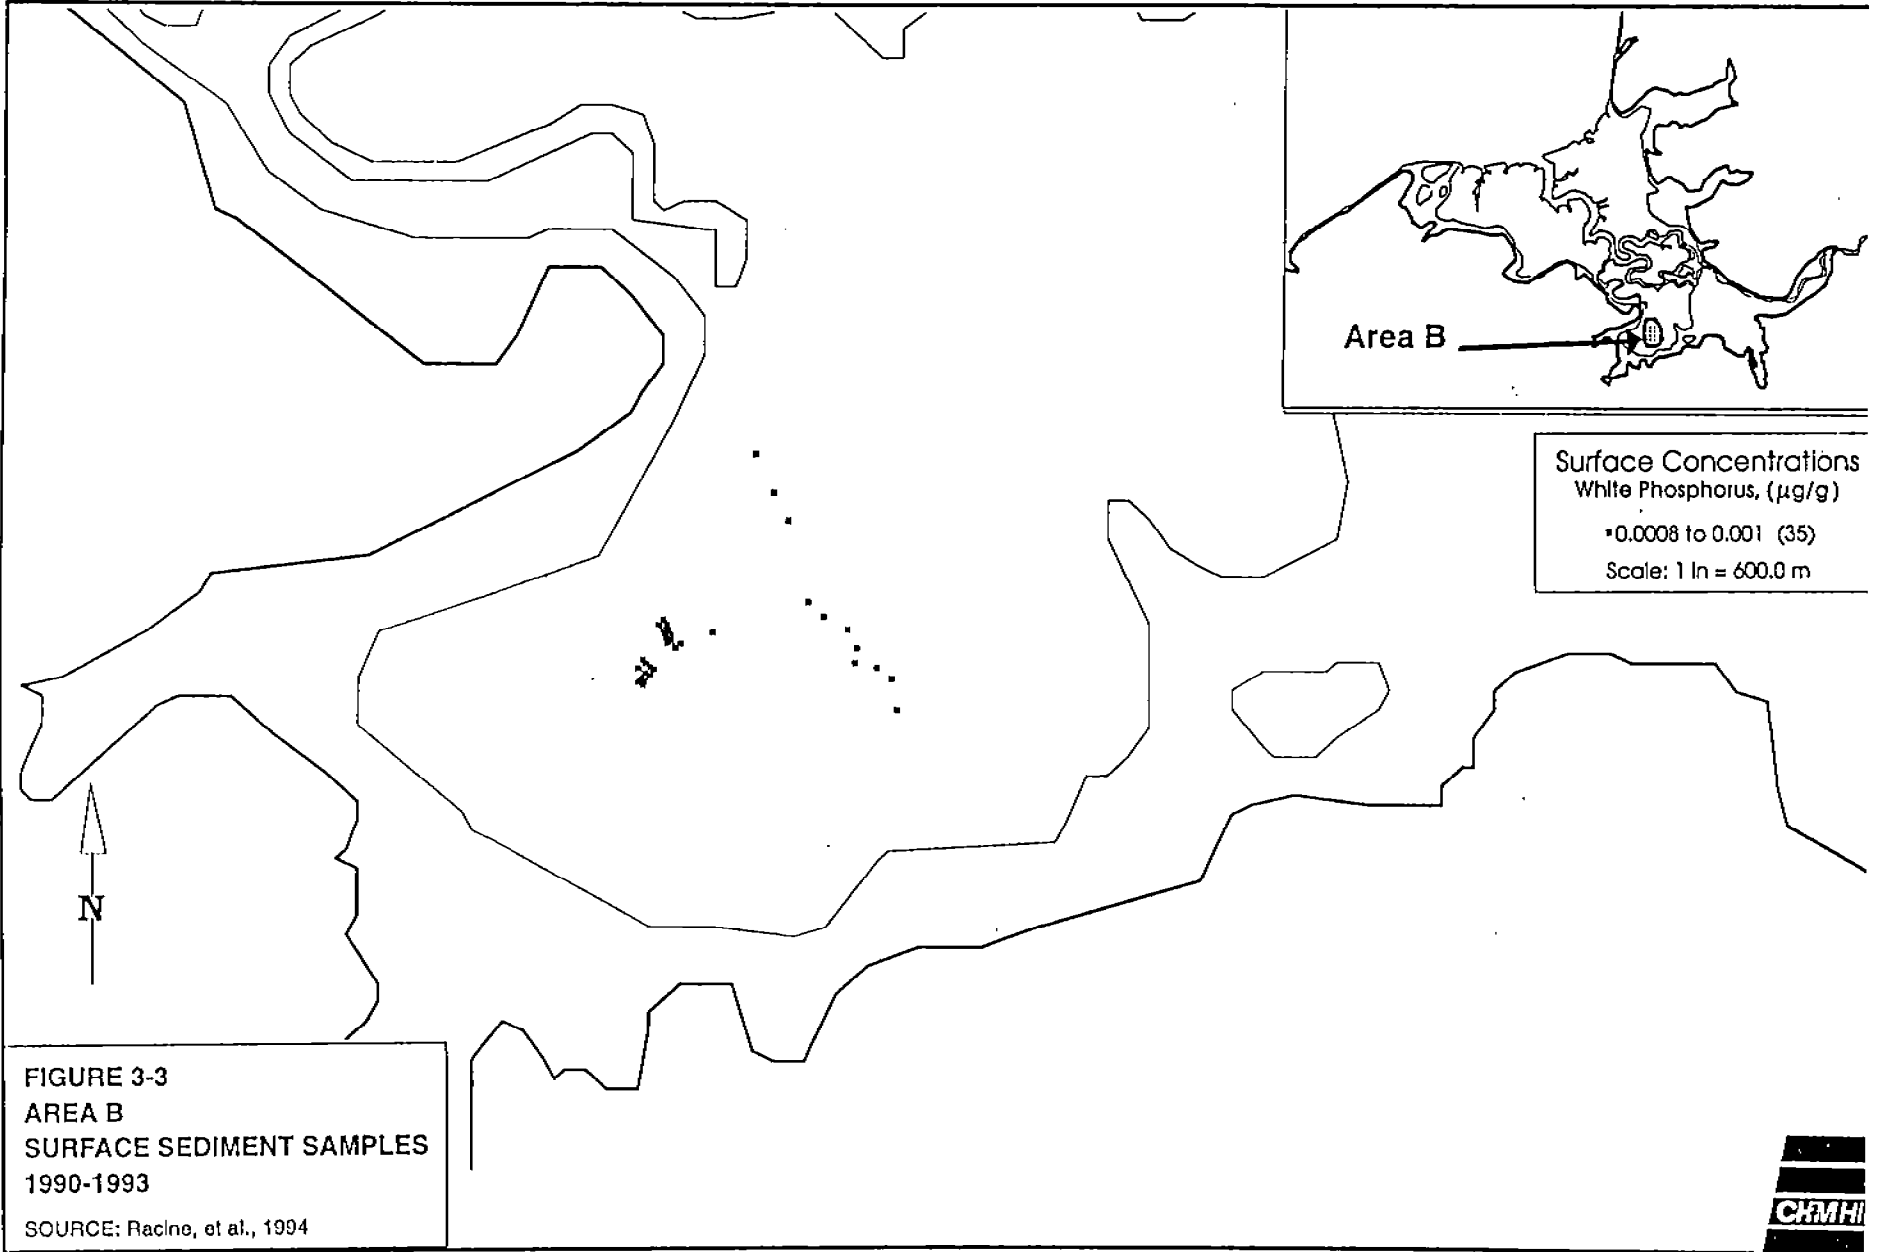 Area B
Surface Concentrations
White Phosphorus, (µg/g)
0.0008 to 0.001 (35)
Scale: 1 In = 600.0 m
N
FIGURE 3-3
AREA B
SURFACE SEDIMENT SAMPLES
1990-1993
SOURCE: Racine, et al., 1994